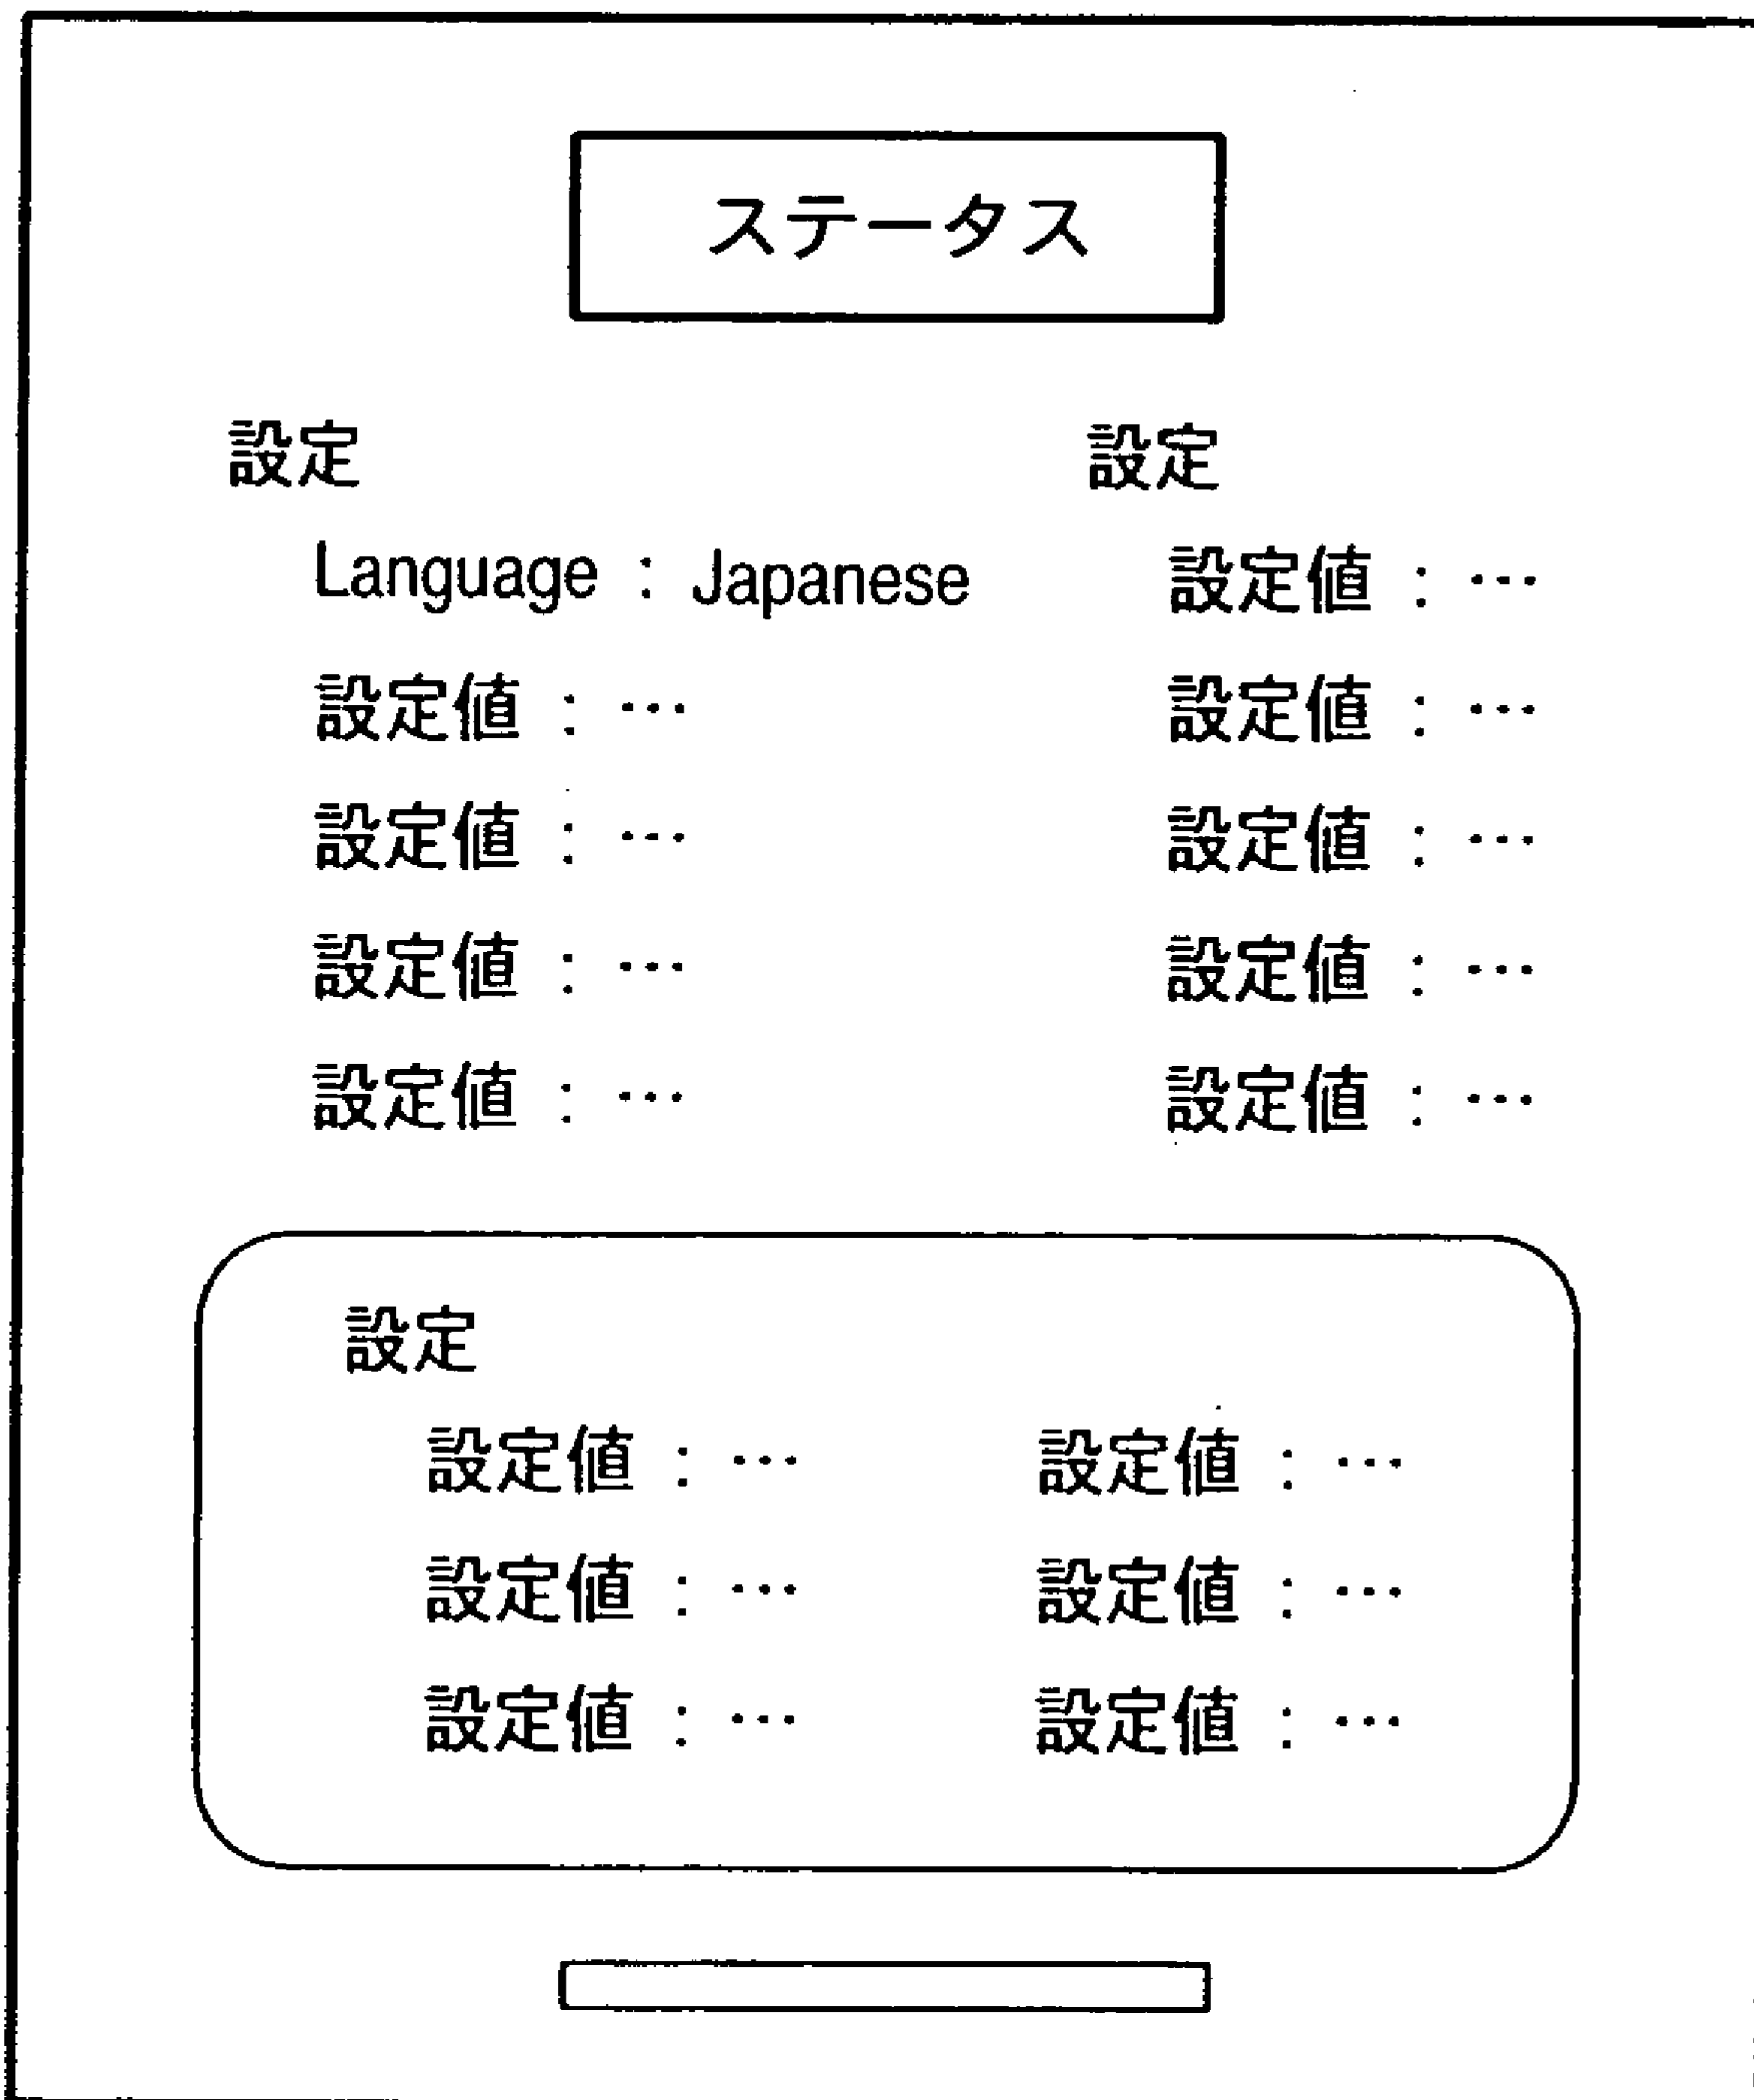 ステータス
設定
Language : Japanese
設定値 : …
設定値 : …
設定値 : …
設定値 : …
設定
設定値 : …
設定値 : …
設定値 : …
設定値 : …
設定値 : …
設定
設定値 : … 設定値 : …
設定値 : … 設定値 : …
設定値 : … 設定値 : …